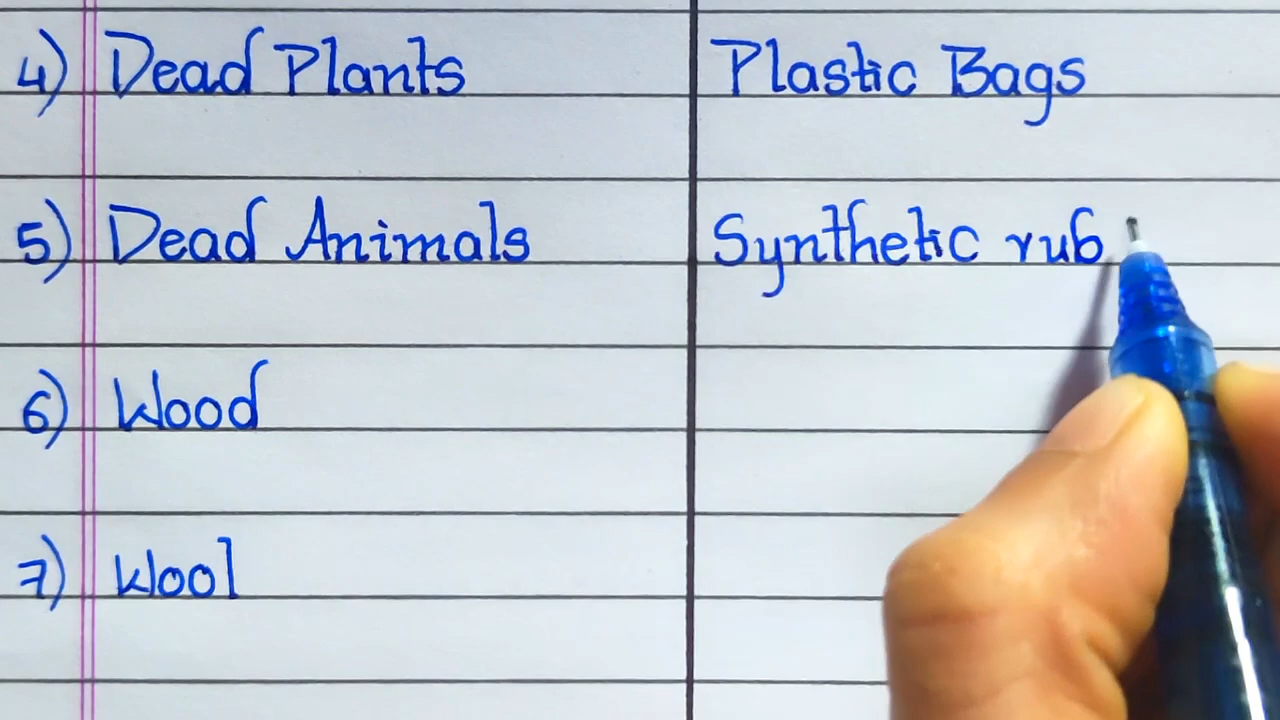 4) Dead Plants Plastic Bags
5) Dead Animals Synthetic rub
6) Wood
7) Wool